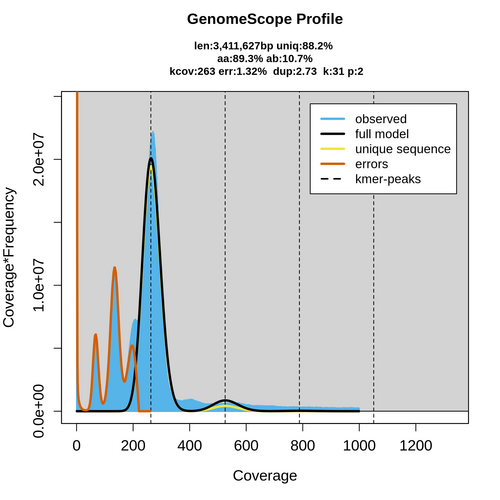 GenomeScope Profile
len:3,411,627bp uniq:88.2%
aa:89.3% ab:10.7%
kcov:263 err:1.32%  dup:2.73  k:31 p:2
observed
full model
unique sequence
errors
kmer-peaks
Coverage*Frequency
2.0e+07
1.0e+07
0.0e+00
0 200 400 600 800 1000 1200
Coverage